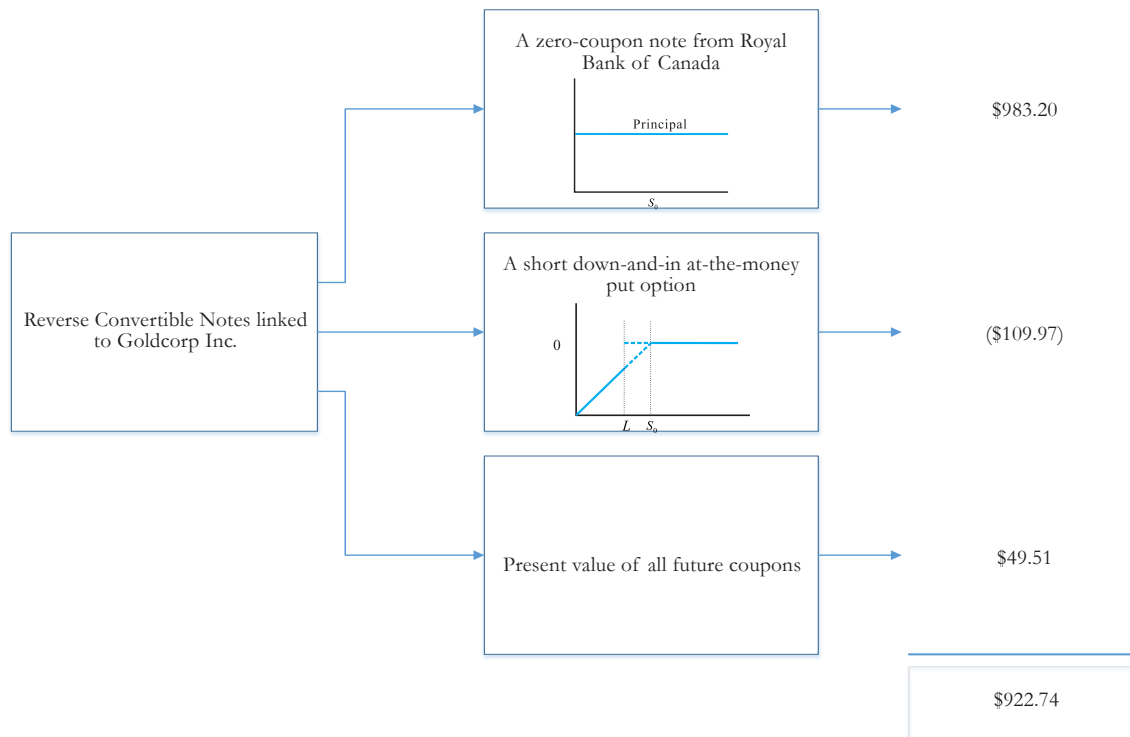 A zero-coupon note from Royal
Bank of Canada
Principal
S₀
$983.20
Reverse Convertible Notes linked
to Goldcorp Inc.
A short down-and-in at-the-money
put option
0
L S₀
($109.97)
Present value of all future coupons
$49.51
$922.74